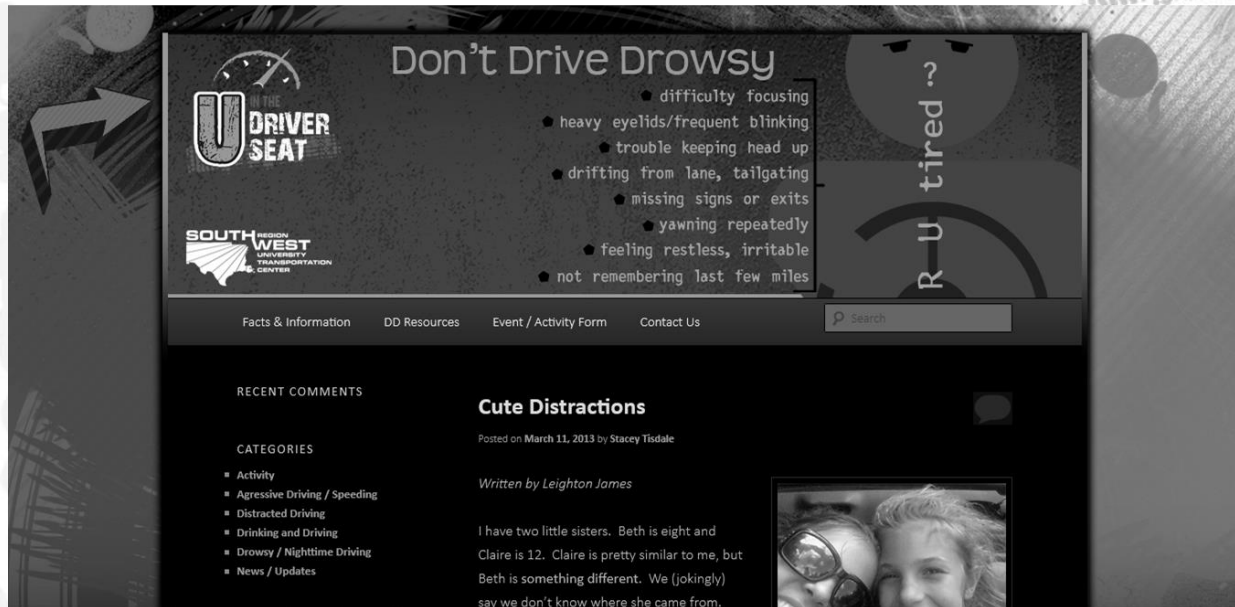 Don't Drive Drowsy
difficulty focusing
heavy eyelids/frequent blinking
trouble keeping head up
drifting from lane, tailgating
missing signs or exits
yawning repeatedly
feeling restless, irritable
not remembering last few miles
R U tired ?
U IN THE
DRIVER
SEAT
SOUTH REGION
WEST
UNIVERSITY
TRANSPORTATION
CENTER
Facts & Information DD Resources Event / Activity Form Contact Us Search
RECENT COMMENTS
CATEGORIES
Activity
Agressive Driving / Speeding
Distracted Driving
Drinking and Driving
Drowsy / Nighttime Driving
News / Updates
Cute Distractions
Posted on March 11, 2013 by Stacey Tisdale
Written by Leighton James
I have two little sisters. Beth is eight and
Claire is 12. Claire is pretty similar to me, but
Beth is something different. We (jokingly)
say we don't know where she came from.